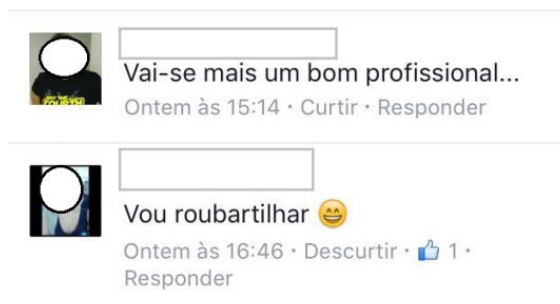 Vai-se mais um bom profissional...
Ontem às 15:14 · Curtir · Responder
Vou roubartilhar 😄
Ontem às 16:46 · Descurtir · 👍 1 ·
Responder